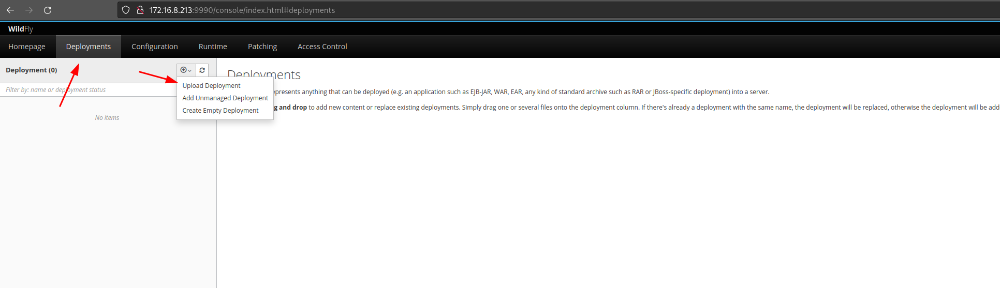 172.16.8.213:9990/console/index.html#deployments
WildFly
Homepage Deployments Configuration Runtime Patching Access Control
Deployment (0)
Filter by: name or deployment status
No items
Upload Deployment
Add Unmanaged Deployment
Create Empty Deployment
Deployments
epresents anything that can be deployed (e.g. an application such as EJB-JAR, WAR, EAR, any kind of standard archive such as RAR or JBoss-specific deployment) into a server.
g and drop to add new content or replace existing deployments. Simply drag one or several files onto the deployment column. If there's already a deployment with the same name, the deployment will be replaced, otherwise the deployment will be add